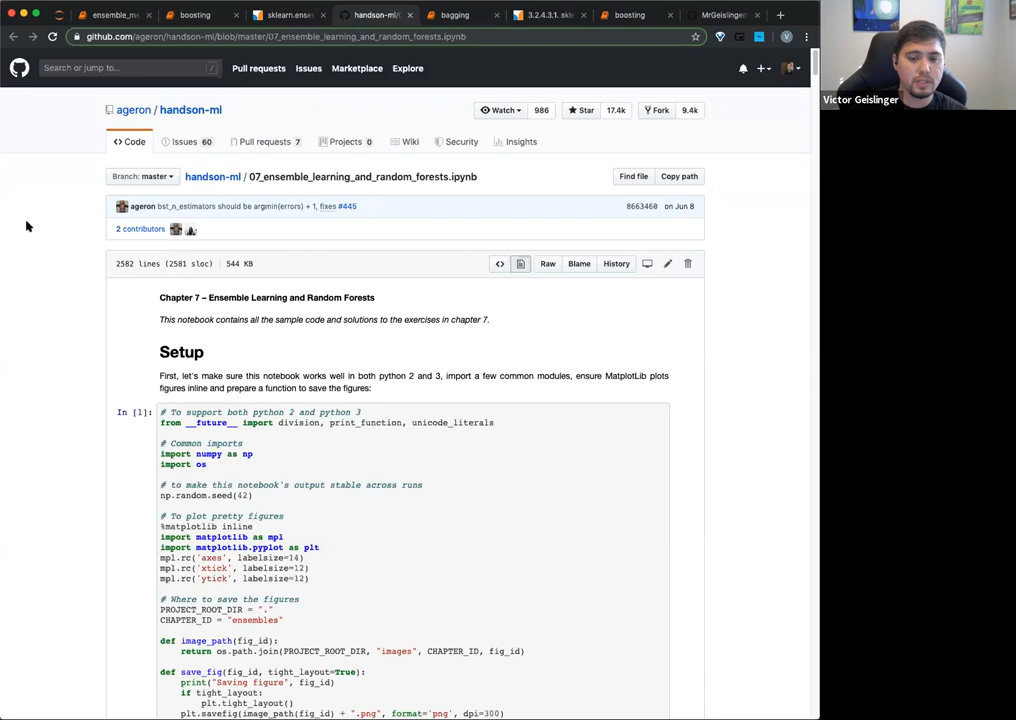 ensemble_me
boosting
sklearn.ense
handson-ml/
bagging
3.2.4.3.1. skl
boosting
MrGeislinger/
github.com/ageron/handson-ml/blob/master/07_ensemble_learning_and_random_forests.ipynb
V
Victor Geislinger
Search or jump to...
/
Pull requests
Issues
Marketplace
Explore
ageron / handson-ml
Watch
986
Star
17.4k
Fork
9.4k
Code
Issues 60
Pull requests 7
Projects 0
Wiki
Security
Insights
Branch: master
handson-ml / 07_ensemble_learning_and_random_forests.ipynb
Find file
Copy path
ageron bst_n_estimators should be argmin(errors) + 1, fixes #445
8663460 on Jun 8
2 contributors
2582 lines (2581 sloc) | 544 KB
<>
Raw
Blame
History
Chapter 7 – Ensemble Learning and Random Forests
This notebook contains all the sample code and solutions to the exercises in chapter 7.
Setup
First, let's make sure this notebook works well in both python 2 and 3, import a few common modules, ensure MatplotLib plots
figures inline and prepare a function to save the figures:
In [1]:
# To support both python 2 and python 3
from __future__ import division, print_function, unicode_literals
# Common imports
import numpy as np
import os
# to make this notebook's output stable across runs
np.random.seed(42)
# To plot pretty figures
%matplotlib inline
import matplotlib as mpl
import matplotlib.pyplot as plt
mpl.rc('axes', labelsize=14)
mpl.rc('xtick', labelsize=12)
mpl.rc('ytick', labelsize=12)
# Where to save the figures
PROJECT_ROOT_DIR = "."
CHAPTER_ID = "ensembles"
def image_path(fig_id):
return os.path.join(PROJECT_ROOT_DIR, "images", CHAPTER_ID, fig_id)
def save_fig(fig_id, tight_layout=True):
print("Saving figure", fig_id)
if tight_layout:
plt.tight_layout()
plt.savefig(image_path(fig_id) + ".png", format='png', dpi=300)